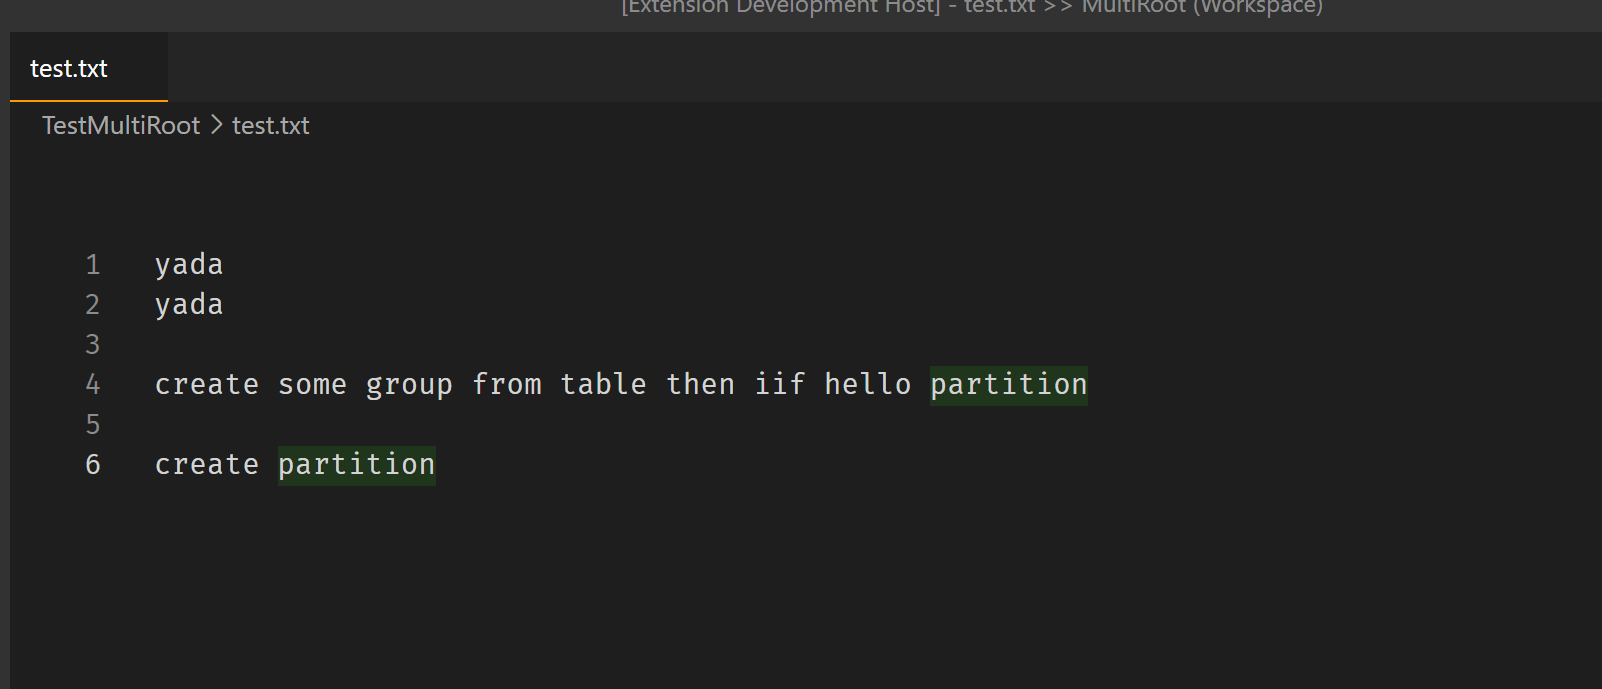 [Extension Development Host] - test.txt >> MultiRoot (Workspace)
test.txt
TestMultiRoot > test.txt
1 yada
2 yada
3
4 create some group from table then iif hello partition
5
6 create partition